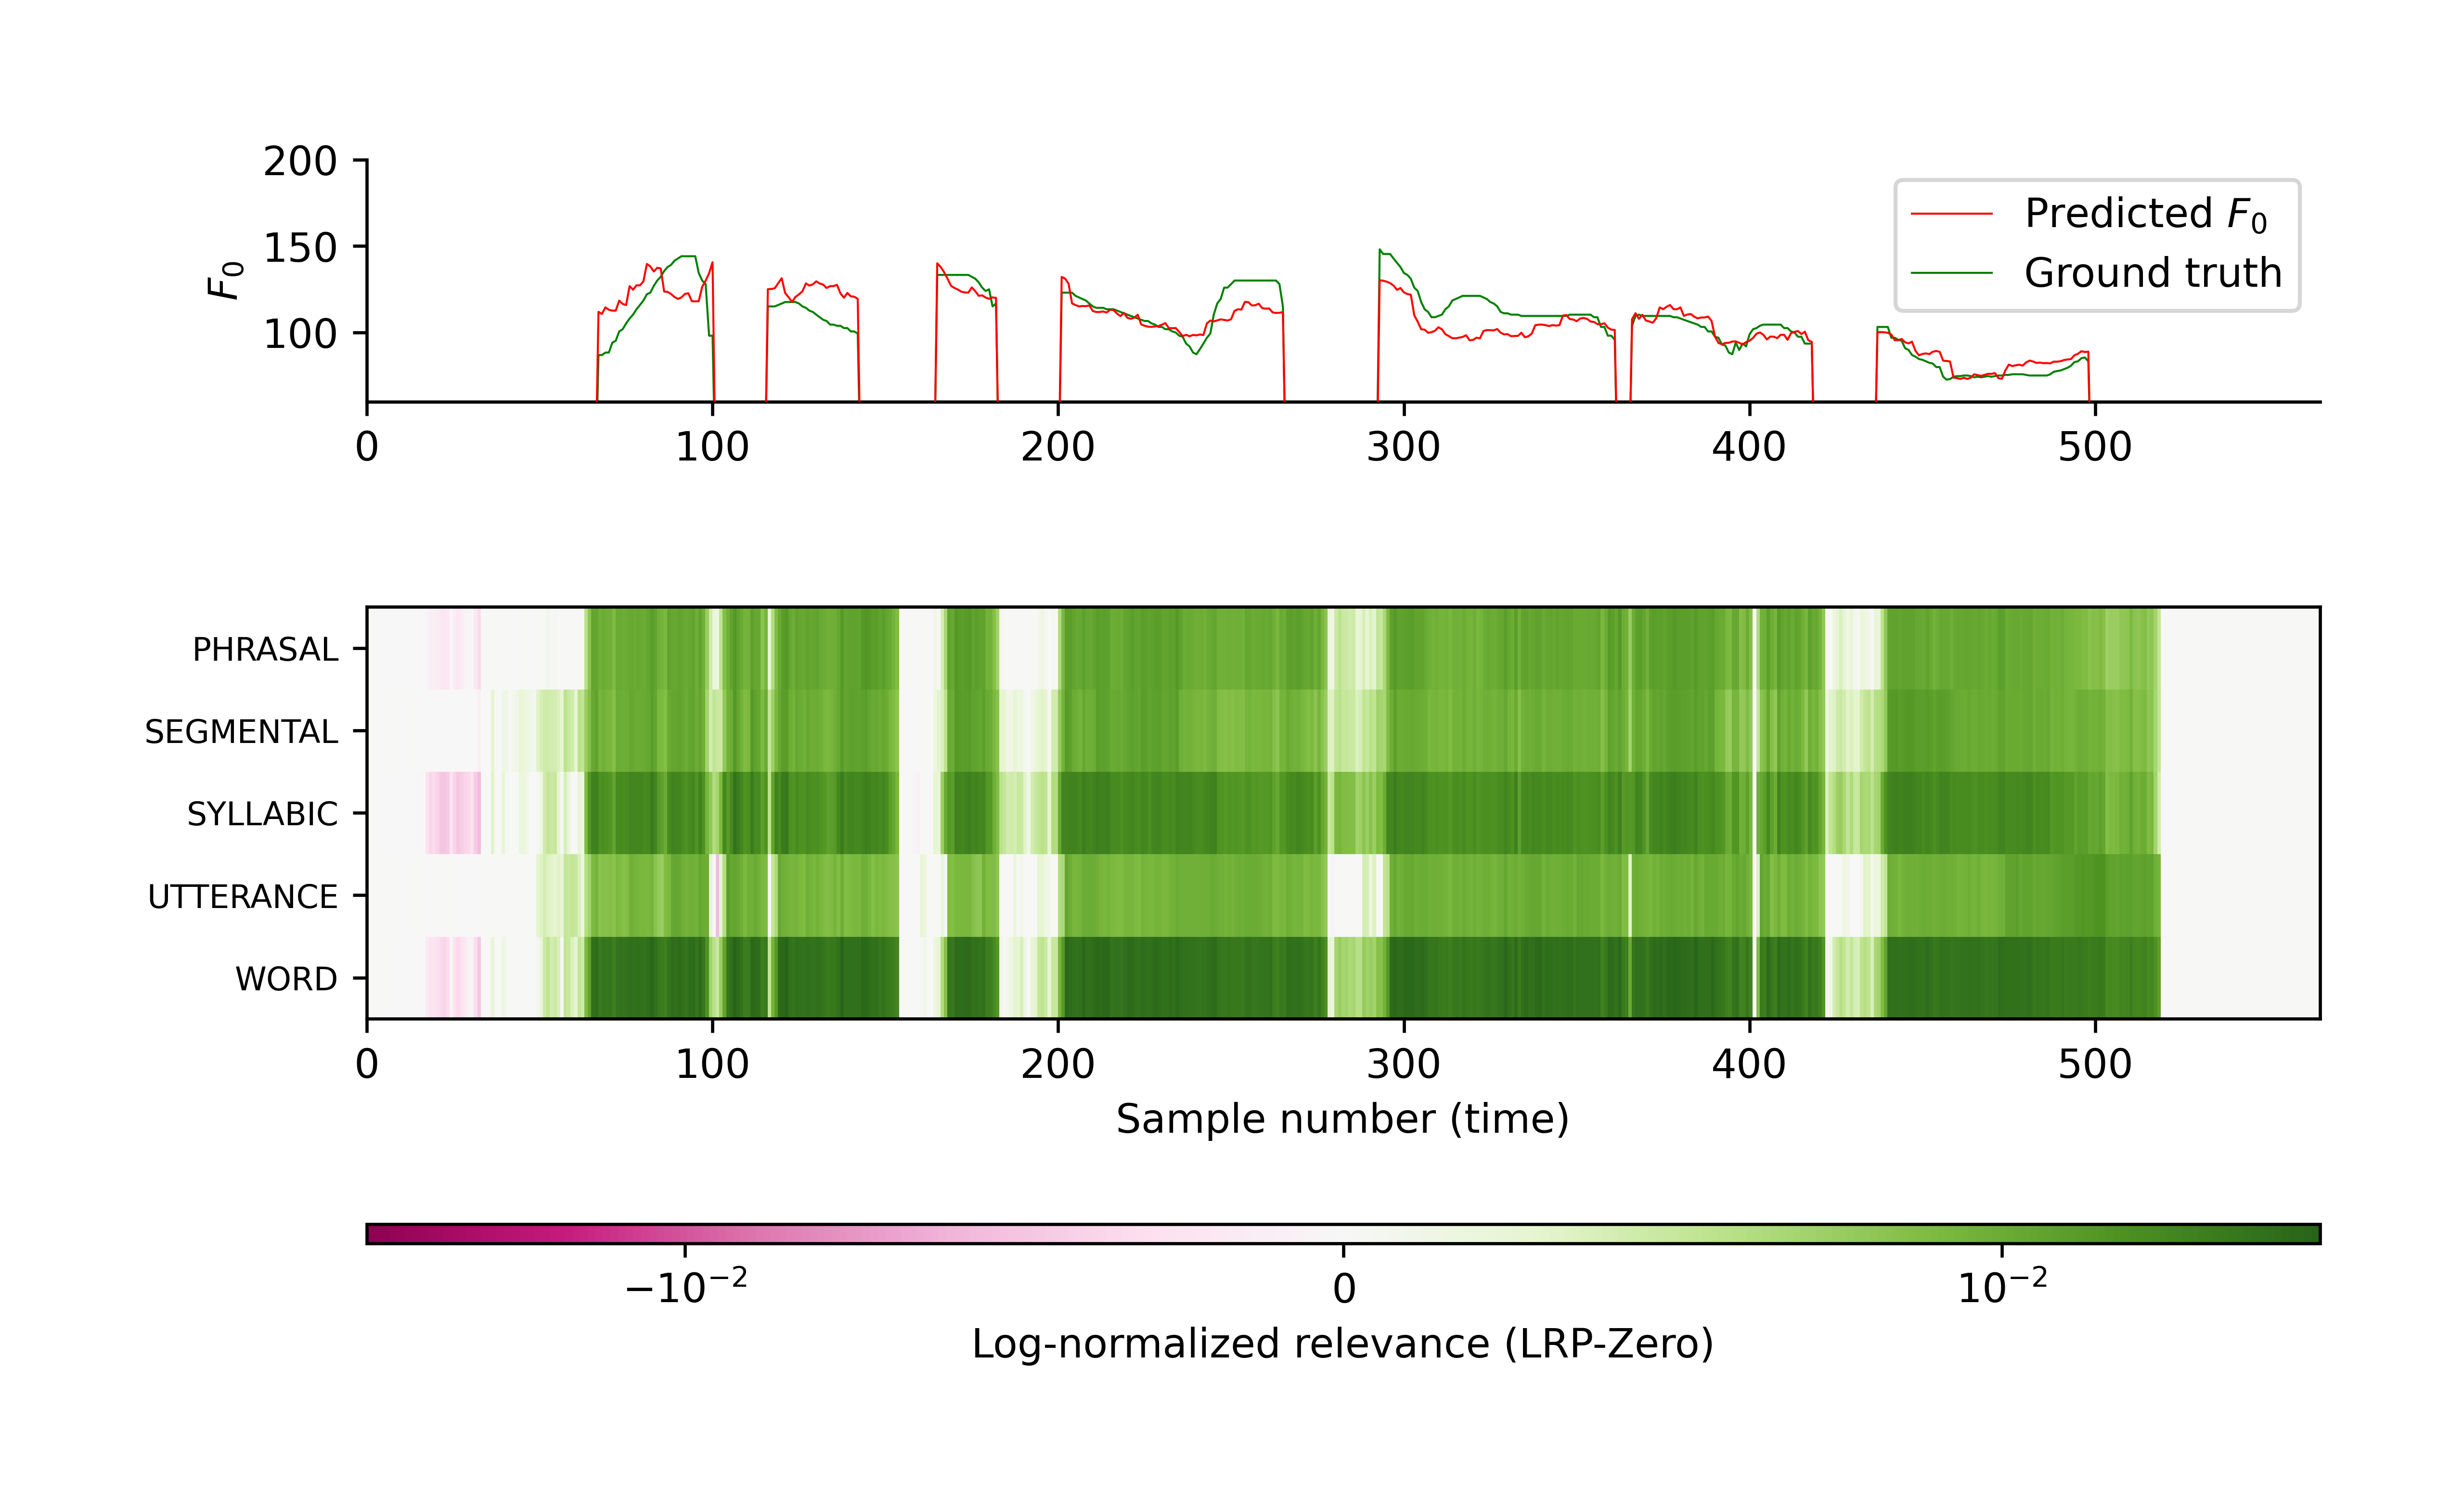 200
150
100
F₀
Predicted F₀
Ground truth
0 100 200 300 400 500
PHRASAL
SEGMENTAL
SYLLABIC
UTTERANCE
WORD
0 100 200 300 400 500
Sample number (time)
−10⁻² 0 10⁻²
Log-normalized relevance (LRP-Zero)